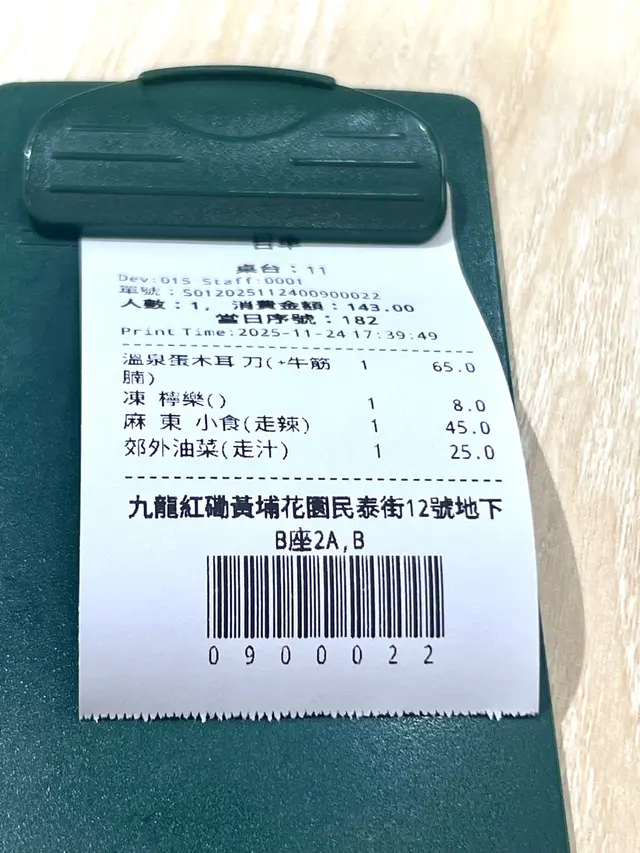 桌台：11
Dev:015 Staff:0001
單號：S012025112400900022
人數：1, 消費金額：143.00
當日序號：182
Print Time:2025-11-24 17:39:49
溫泉蛋木耳 刀(+牛筋 1 65.0
腩)
凍 檸樂() 1 8.0
麻 東 小食(走辣) 1 45.0
郊外油菜(走汁) 1 25.0
九龍紅磡黃埔花園民泰街12號地下
B座2A,B
0900022